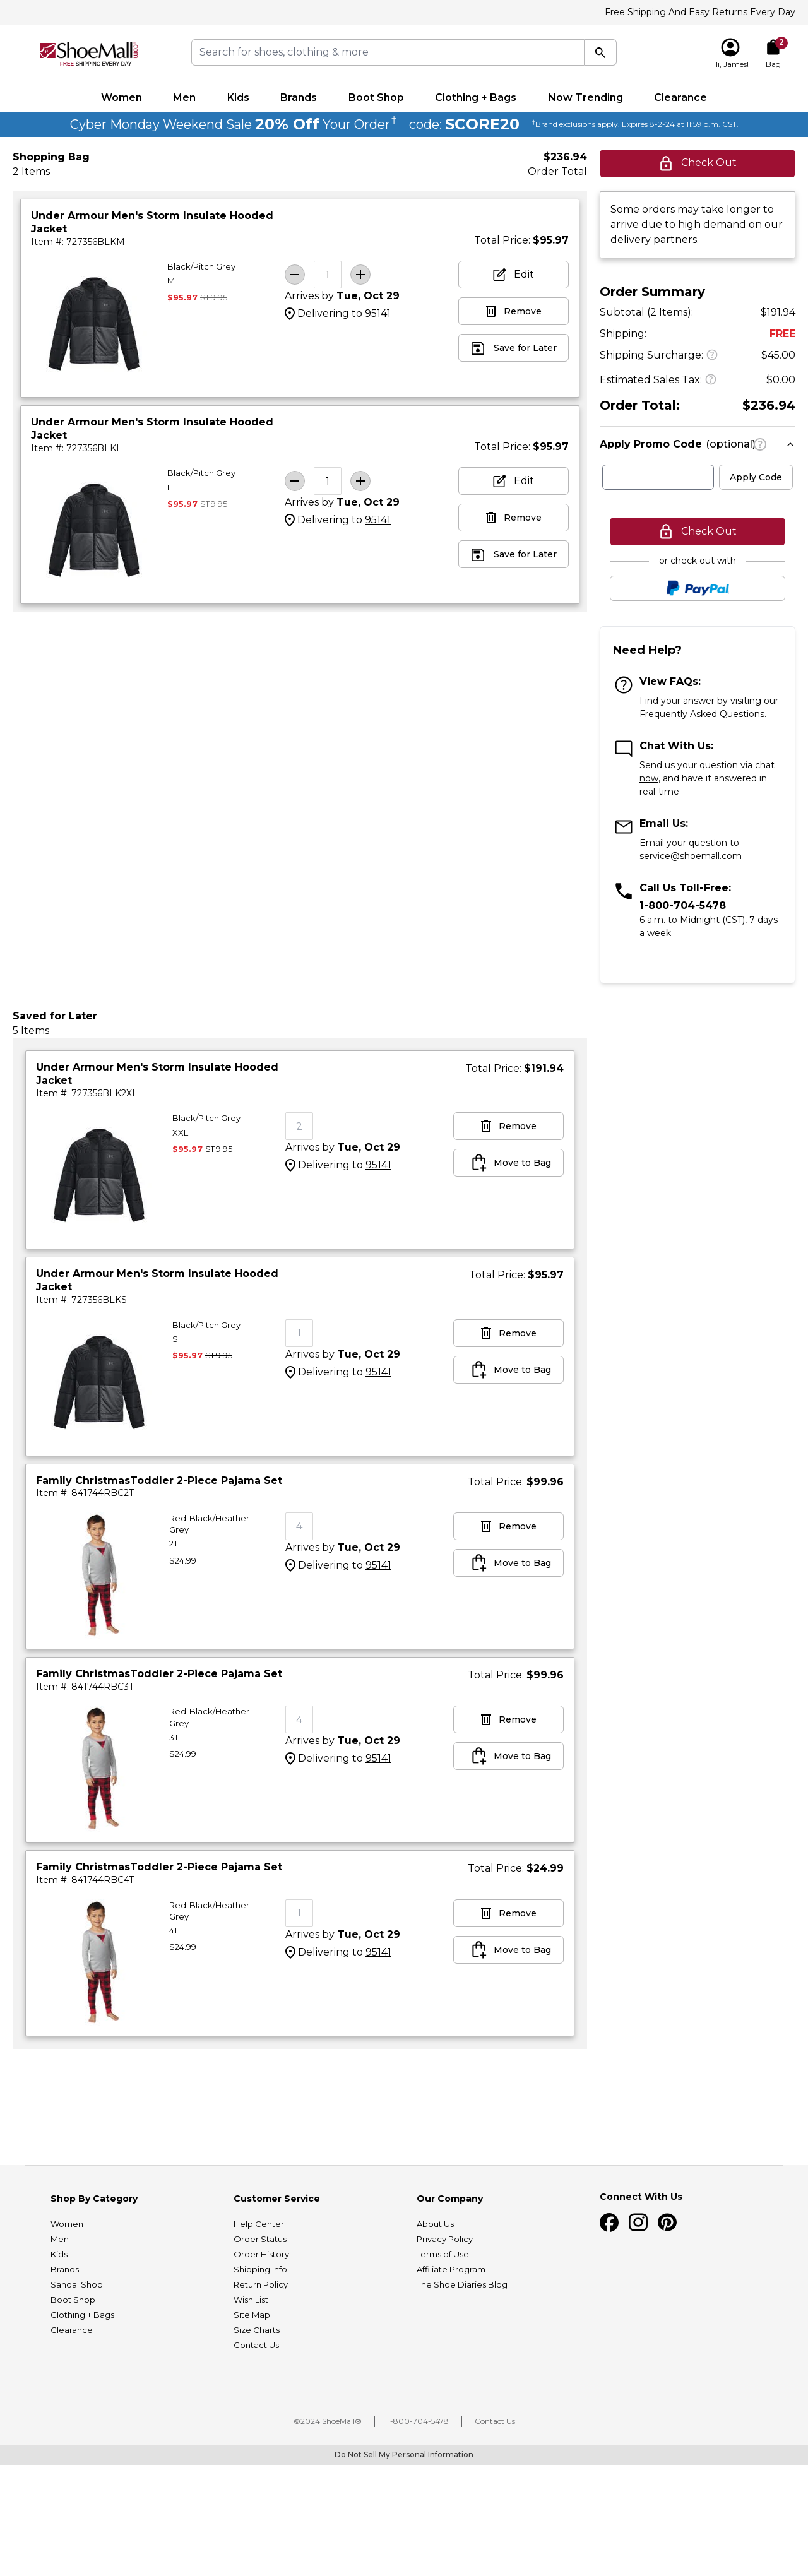 Free Shipping And Easy Returns Every Day
ShoeMall.com
FREE SHIPPING EVERY DAY
Search for shoes, clothing & more
Hi, James!
2
Bag
Women Men Kids Brands Boot Shop Clothing + Bags Now Trending Clearance
Cyber Monday Weekend Sale 20% Off Your Order† code: SCORE20 †Brand exclusions apply. Expires 8-2-24 at 11:59 p.m. CST.
Shopping Bag
2 Items
$236.94
Order Total
Under Armour Men's Storm Insulate Hooded
Jacket
Item #: 727356BLKM
Total Price: $95.97
Black/Pitch Grey
M
$95.97 $119.95
1
Arrives by Tue, Oct 29
Delivering to 95141
Edit
Remove
Save for Later
Under Armour Men's Storm Insulate Hooded
Jacket
Item #: 727356BLKL
Total Price: $95.97
Black/Pitch Grey
L
$95.97 $119.95
1
Arrives by Tue, Oct 29
Delivering to 95141
Edit
Remove
Save for Later
Check Out
Some orders may take longer to
arrive due to high demand on our
delivery partners.
Order Summary
Subtotal (2 Items): $191.94
Shipping: FREE
Shipping Surcharge: ? $45.00
Estimated Sales Tax: ? $0.00
Order Total: $236.94
Apply Promo Code (optional) ?
Apply Code
Check Out
or check out with
PayPal
Need Help?
View FAQs:
Find your answer by visiting our
Frequently Asked Questions.
Chat With Us:
Send us your question via chat
now, and have it answered in
real-time
Email Us:
Email your question to
service@shoemall.com
Call Us Toll-Free:
1-800-704-5478
6 a.m. to Midnight (CST), 7 days
a week
Saved for Later
5 Items
Under Armour Men's Storm Insulate Hooded
Jacket
Item #: 727356BLK2XL
Total Price: $191.94
Black/Pitch Grey
XXL
$95.97 $119.95
2
Arrives by Tue, Oct 29
Delivering to 95141
Remove
Move to Bag
Under Armour Men's Storm Insulate Hooded
Jacket
Item #: 727356BLKS
Total Price: $95.97
Black/Pitch Grey
S
$95.97 $119.95
1
Arrives by Tue, Oct 29
Delivering to 95141
Remove
Move to Bag
Family ChristmasToddler 2-Piece Pajama Set
Item #: 841744RBC2T
Total Price: $99.96
Red-Black/Heather
Grey
2T
$24.99
4
Arrives by Tue, Oct 29
Delivering to 95141
Remove
Move to Bag
Family ChristmasToddler 2-Piece Pajama Set
Item #: 841744RBC3T
Total Price: $99.96
Red-Black/Heather
Grey
3T
$24.99
4
Arrives by Tue, Oct 29
Delivering to 95141
Remove
Move to Bag
Family ChristmasToddler 2-Piece Pajama Set
Item #: 841744RBC4T
Total Price: $24.99
Red-Black/Heather
Grey
4T
$24.99
1
Arrives by Tue, Oct 29
Delivering to 95141
Remove
Move to Bag
Shop By Category
Women
Men
Kids
Brands
Sandal Shop
Boot Shop
Clothing + Bags
Clearance
Customer Service
Help Center
Order Status
Order History
Shipping Info
Return Policy
Wish List
Site Map
Size Charts
Contact Us
Our Company
About Us
Privacy Policy
Terms of Use
Affiliate Program
The Shoe Diaries Blog
Connect With Us
©2024 ShoeMall® 1-800-704-5478 Contact Us
Do Not Sell My Personal Information